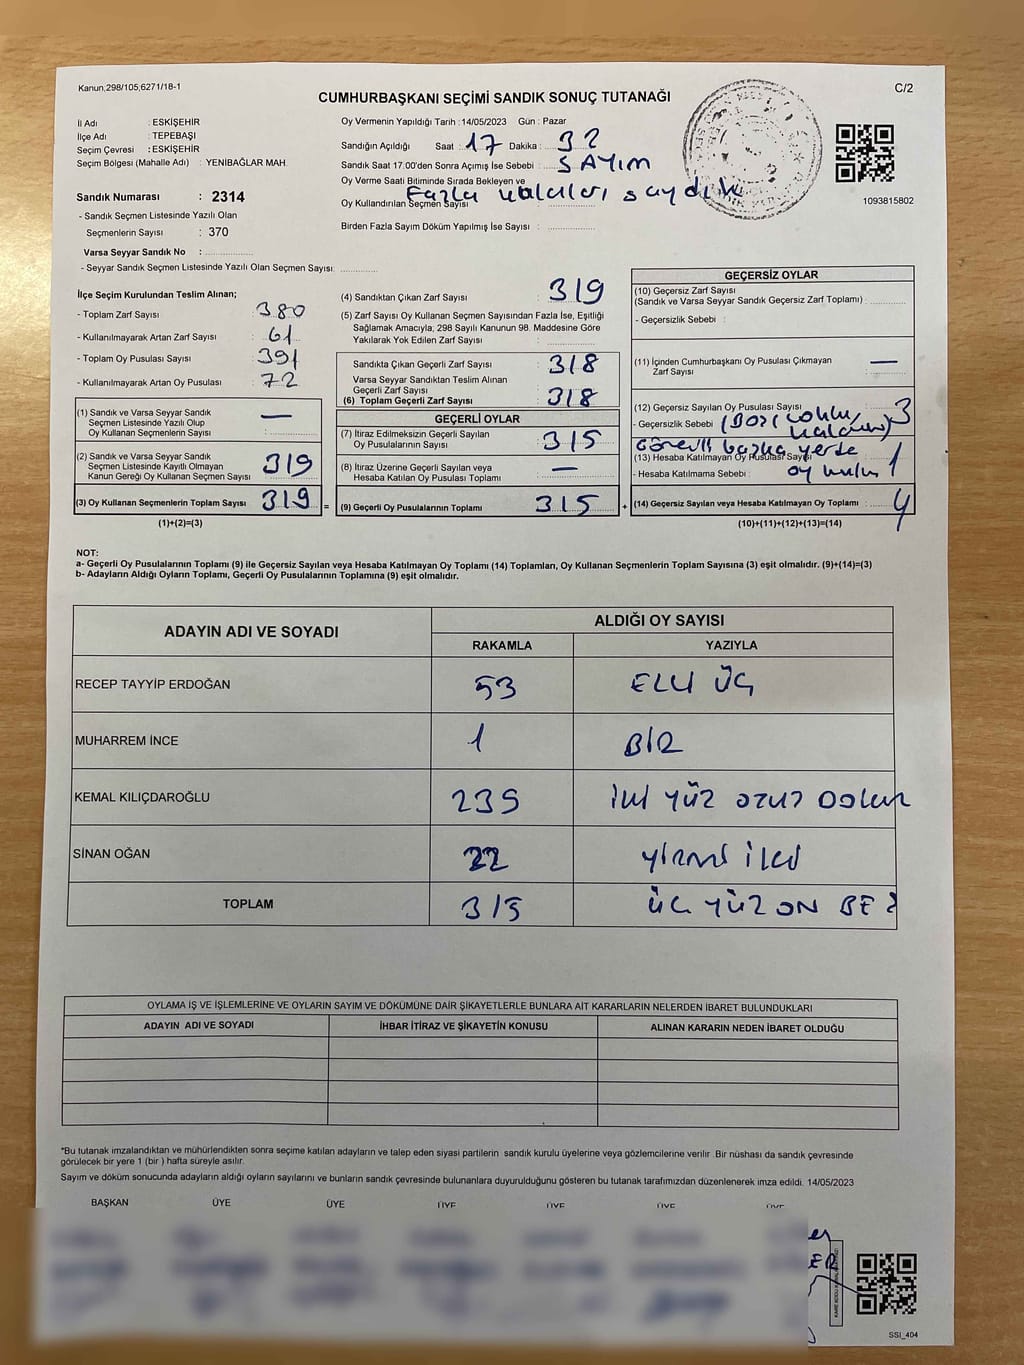 Kanun;298/105;6271/18-1
C/2
CUMHURBAŞKANI SEÇİMİ SANDIK SONUÇ TUTANAĞI
İl Adı : ESKİŞEHİR
İlçe Adı : TEPEBAŞI
Seçim Çevresi : ESKİŞEHİR
Seçim Bölgesi (Mahalle Adı) : YENİBAĞLAR MAH.
Sandık Numarası : 2314
- Sandık Seçmen Listesinde Yazılı Olan
Seçmenlerin Sayısı : 370
Varsa Seyyar Sandık No :
- Seyyar Sandık Seçmen Listesinde Yazılı Olan Seçmen Sayısı:
Oy Vermenin Yapıldığı Tarih :14/05/2023 Gün : Pazar
Sandığın Açıldığı Saat : 17 Dakika : 32
Sandık Saat 17.00'den Sonra Açımış İse Sebebi : SAYIM
Oy Verme Saati Bitiminde Sırada Bekleyen ve
Fazla kalcıları saydık
Oy Kullandırılan Seçmen Sayısı :
Birden Fazla Sayım Döküm Yapılmış İse Sayısı :
1093815802
İlçe Seçim Kurulundan Teslim Alınan;
- Toplam Zarf Sayısı : 380
- Kullanılmayarak Artan Zarf Sayısı : 61
- Toplam Oy Pusulası Sayısı : 391
- Kullanılmayarak Artan Oy Pusulası : 72
(1) Sandık ve Varsa Seyyar Sandık
Seçmen Listesinde Yazılı Olup
Oy Kullanan Seçmenlerin Sayısı : —
(2) Sandık ve Varsa Seyyar Sandık
Seçmen Listesinde Kayıtlı Olmayan
Kanun Gereği Oy Kullanan Seçmen Sayısı : 319
(3) Oy Kullanan Seçmenlerin Toplam Sayısı : 319
(1)+(2)=(3)
(4) Sandıktan Çıkan Zarf Sayısı : 319
(5) Zarf Sayısı Oy Kullanan Seçmen Sayısından Fazla İse, Eşitliği
Sağlamak Amacıyla; 298 Sayılı Kanunun 98. Maddesine Göre
Yakılarak Yok Edilen Zarf Sayısı :
Sandıkta Çıkan Geçerli Zarf Sayısı : 318
Varsa Seyyar Sandıktan Teslim Alınan
Geçerli Zarf Sayısı :
(6) Toplam Geçerli Zarf Sayısı : 318
GEÇERLİ OYLAR
(7) İtiraz Edilmeksizin Geçerli Sayılan
Oy Pusulalarının Sayısı : 315
(8) İtiraz Üzerine Geçerli Sayılan veya
Hesaba Katılan Oy Pusulası Toplamı : —
= (9) Geçerli Oy Pusulalarının Toplamı : 315
GEÇERSİZ OYLAR
(10) Geçersiz Zarf Sayısı
(Sandık ve Varsa Seyyar Sandık Geçersiz Zarf Toplamı) :
- Geçersizlik Sebebi :
(11) İçinden Cumhurbaşkanı Oy Pusulası Çıkmayan
Zarf Sayısı : —
(12) Geçersiz Sayılan Oy Pusulası Sayısı : 3
- Geçersizlik Sebebi :
Görevli başka yerde
(13) Hesaba Katılmayan Oy Pusulası Sayısı : 1
- Hesaba Katılmama Sebebi : oy
+ (14) Geçersiz Sayılan veya Hesaba Katılmayan Oy Toplamı : 4
(10)+(11)+(12)+(13)=(14)
NOT:
a- Geçerli Oy Pusulalarının Toplamı (9) ile Geçersiz Sayılan veya Hesaba Katılmayan Oy Toplamı (14) Toplamları, Oy Kullanan Seçmenlerin Toplam Sayısına (3) eşit olmalıdır. (9)+(14)=(3)
b- Adayların Aldığı Oyların Toplamı, Geçerli Oy Pusulalarının Toplamına (9) eşit olmalıdır.
ADAYIN ADI VE SOYADI ALDIĞI OY SAYISI
RAKAMLA YAZIYLA
RECEP TAYYİP ERDOĞAN 53 ELLİ ÜÇ
MUHARREM İNCE 1 BİR
KEMAL KILIÇDAROĞLU 239 iki YÜZ otuz Dokuz
SİNAN OĞAN 22 yirmi iki
TOPLAM 315 ÜÇ YÜZ ON BEŞ
OYLAMA İŞ VE İŞLEMLERİNE VE OYLARIN SAYIM VE DÖKÜMÜNE DAİR ŞİKAYETLERLE BUNLARA AİT KARARLARIN NELERDEN İBARET BULUNDUKLARI
ADAYIN ADI VE SOYADI İHBAR İTİRAZ VE ŞİKAYETİN KONUSU ALINAN KARARIN NEDEN İBARET OLDUĞU
*Bu tutanak imzalandıktan ve mühürlendikten sonra seçime katılan adayların ve talep eden siyasi partilerin sandık kurulu üyelerine veya gözlemcilerine verilir .Bir nüshası da sandık çevresinde
görülecek bir yere 1 (bir ) hafta süreyle asılır.
Sayım ve döküm sonucunda adayların aldığı oyların sayılarını ve bunların sandık çevresinde bulunanlara duyurulduğunu gösteren bu tutanak tarafımızdan düzenlenerek imza edildi. 14/05/2023
BAŞKAN ÜYE ÜYE ÜYE ÜYE ÜYE ÜYE
SSI_404